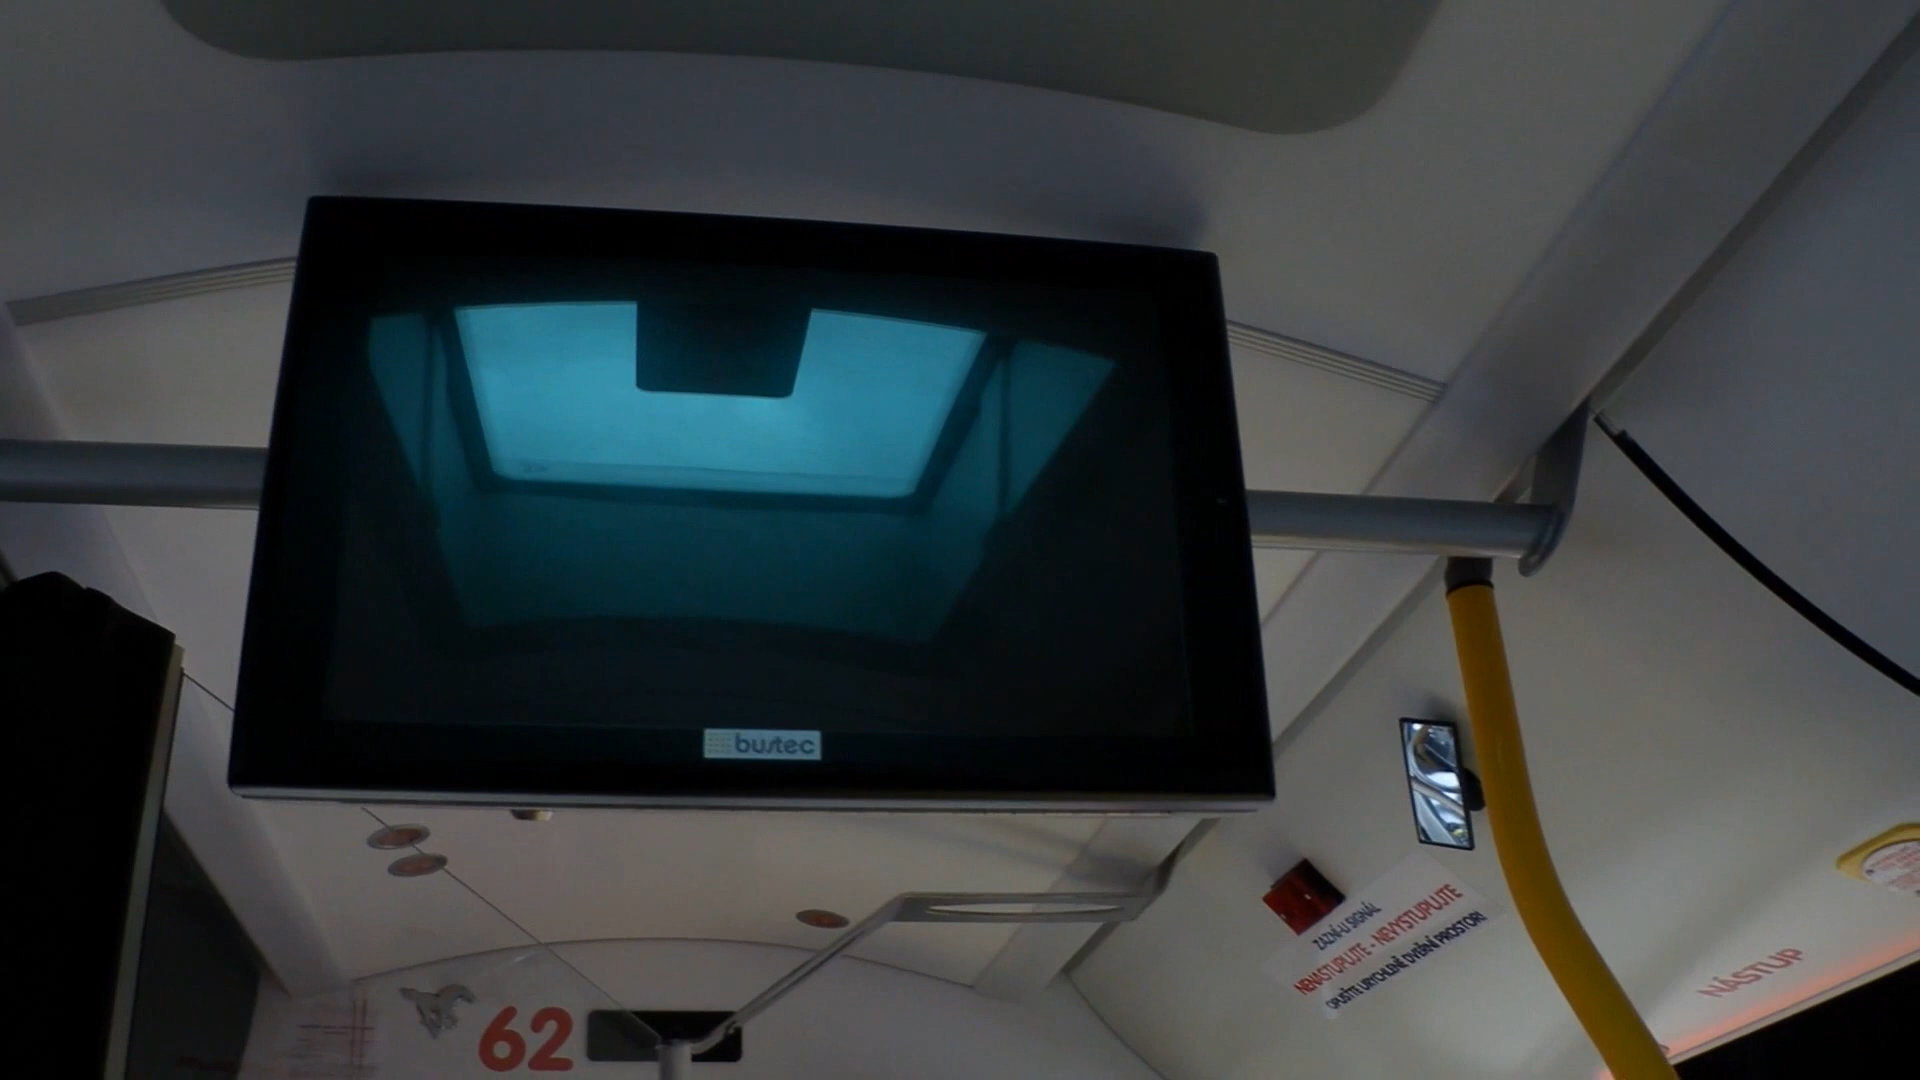 bustec
ZAZNÍ-LI SIGNÁL
NENASTUPUJTE - NEVYSTUPUJTE
OPUSŤTE URYCHLENĚ DVEŘNÍ PROSTOR!
NÁSTUP
62